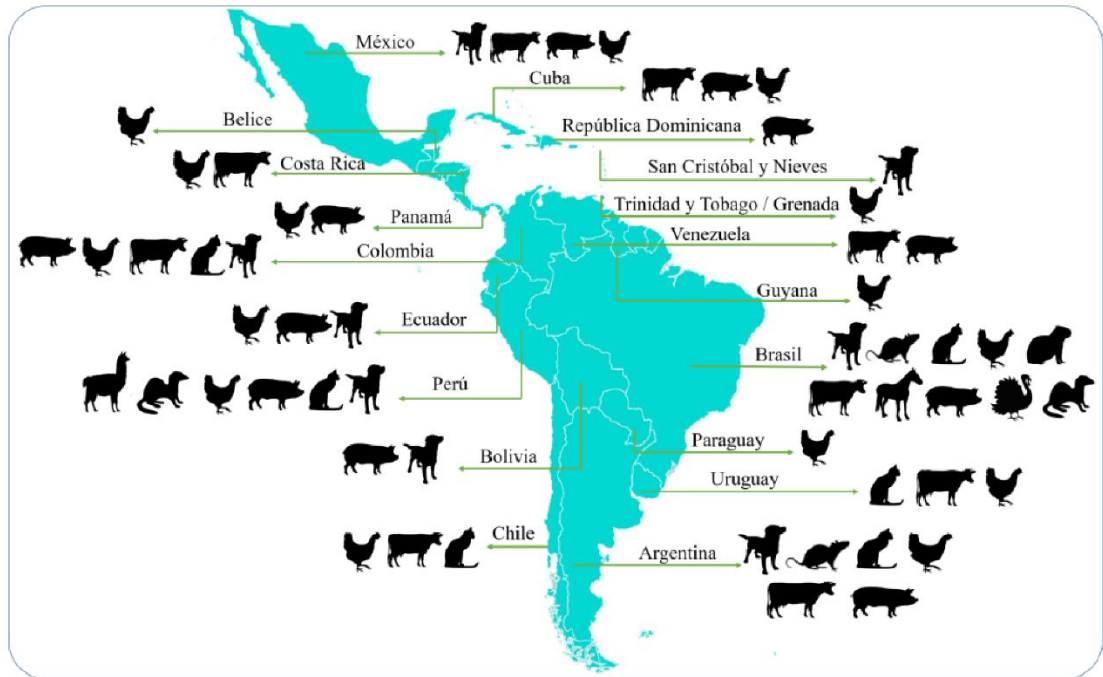 México
Cuba
Belice
República Dominicana
Costa Rica
San Cristóbal y Nieves
Trinidad y Tobago / Grenada
Panamá
Venezuela
Colombia
Guyana
Ecuador
Brasil
Perú
Paraguay
Bolivia
Uruguay
Chile
Argentina